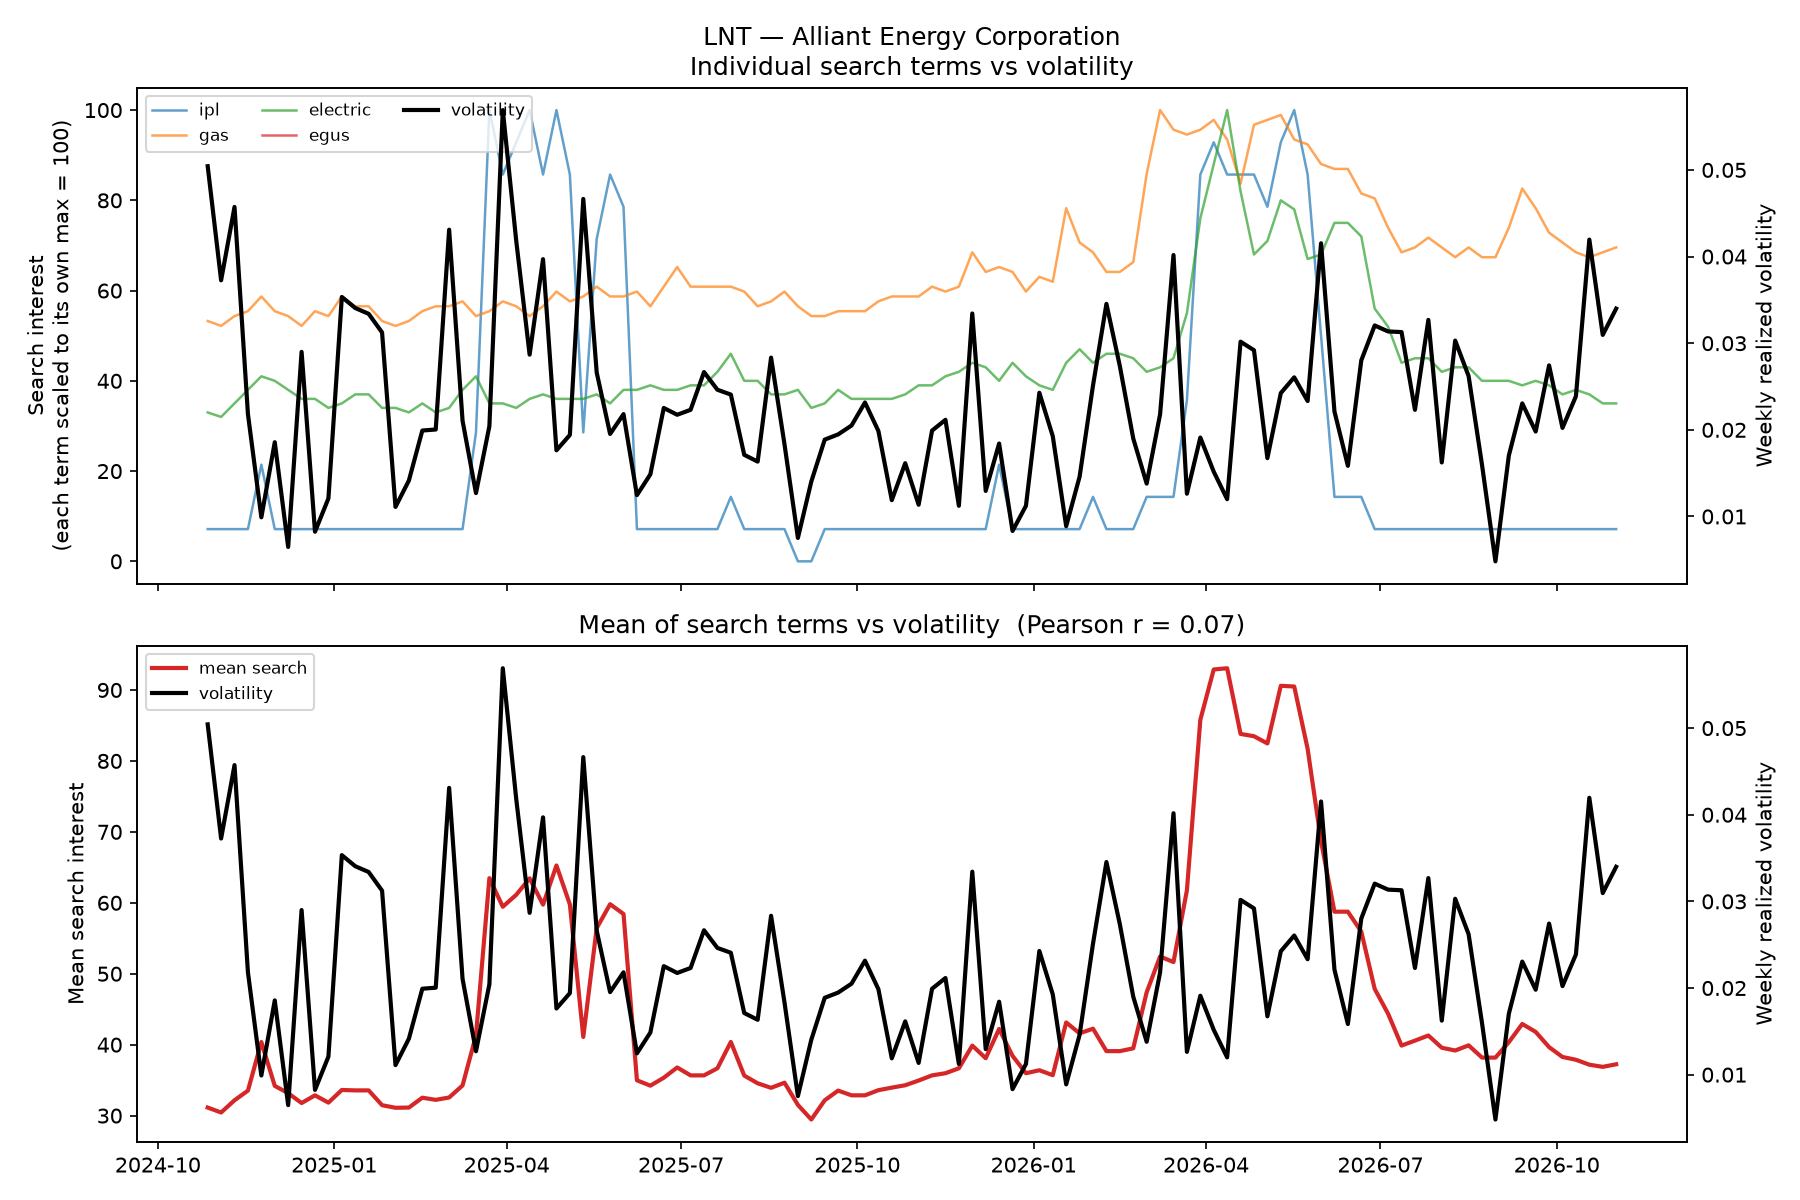 LNT — Alliant Energy Corporation
Individual search terms vs volatility
ipl
gas
electric
egus
volatility
Search interest
(each term scaled to its own max = 100)
100
80
60
40
20
0
Weekly realized volatility
0.05
0.04
0.03
0.02
0.01
Mean of search terms vs volatility (Pearson r = 0.07)
mean search
volatility
Mean search interest
90
80
70
60
50
40
30
Weekly realized volatility
0.05
0.04
0.03
0.02
0.01
2024-10 2025-01 2025-04 2025-07 2025-10 2026-01 2026-04 2026-07 2026-10